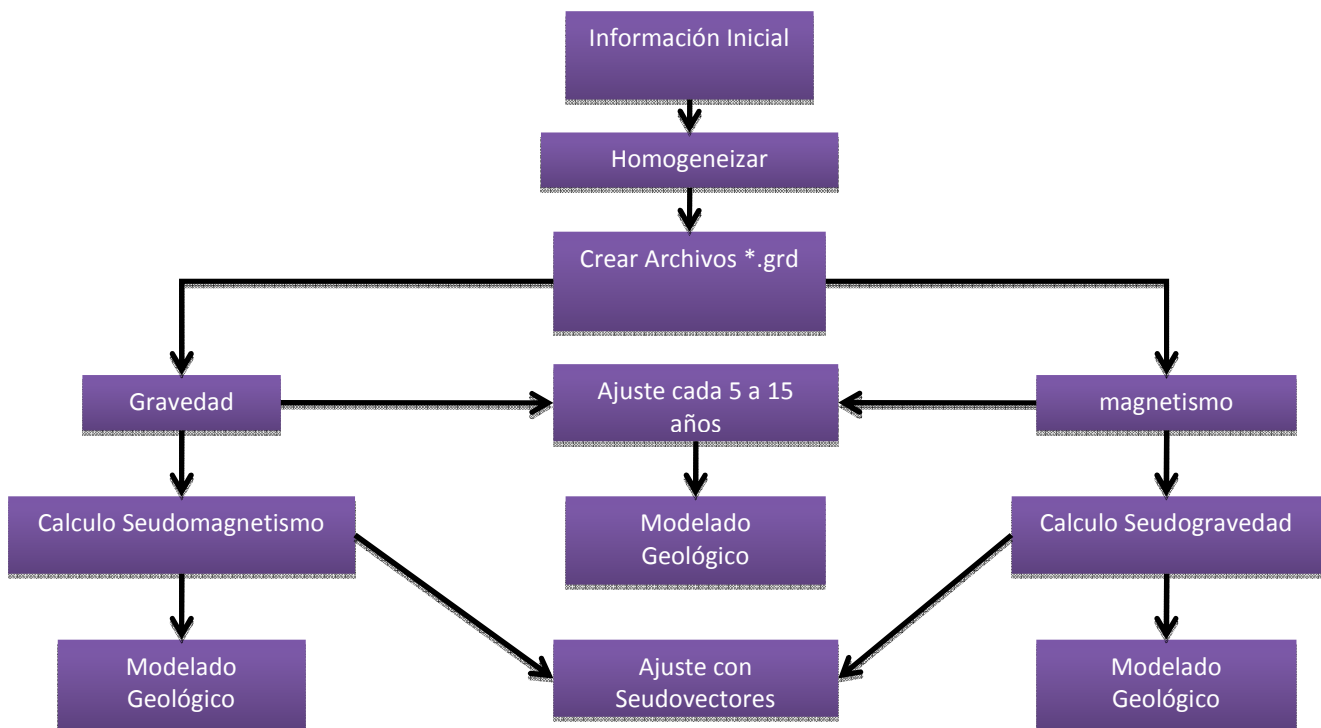 Información Inicial
Homogeneizar
Crear Archivos *.grd
Gravedad
Ajuste cada 5 a 15
años
magnetismo
Calculo Seudomagnetismo
Modelado
Geológico
Calculo Seudogravedad
Modelado
Geológico
Ajuste con
Seudovectores
Modelado
Geológico